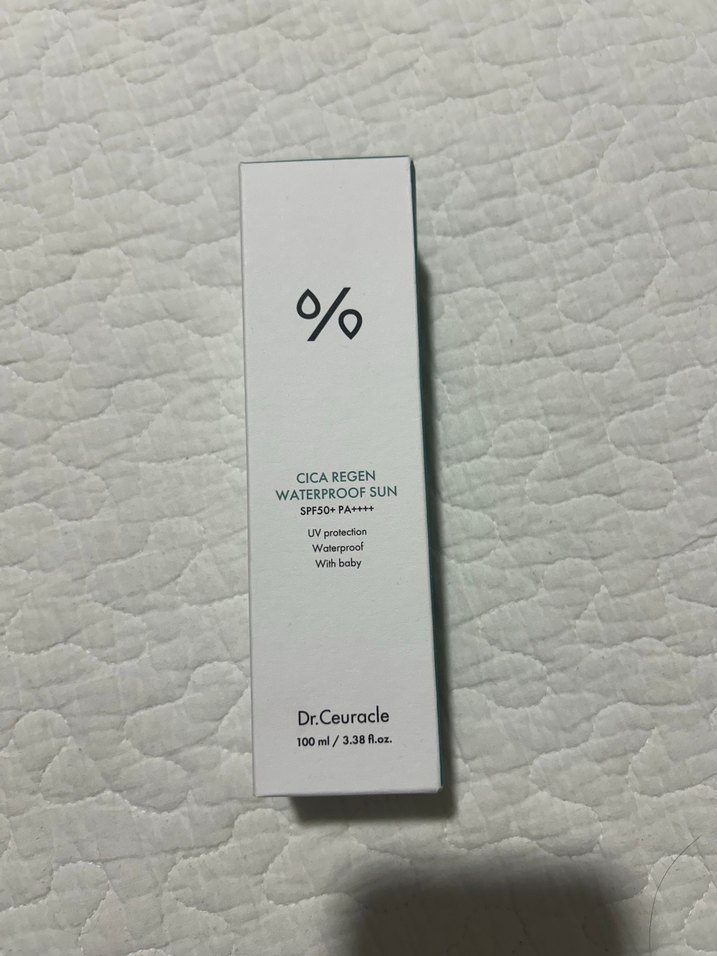 %
CICA REGEN
WATERPROOF SUN
SPF50+ PA++++
UV protection
Waterproof
With baby
Dr.Ceuracle
100 ml / 3.38 fl.oz.